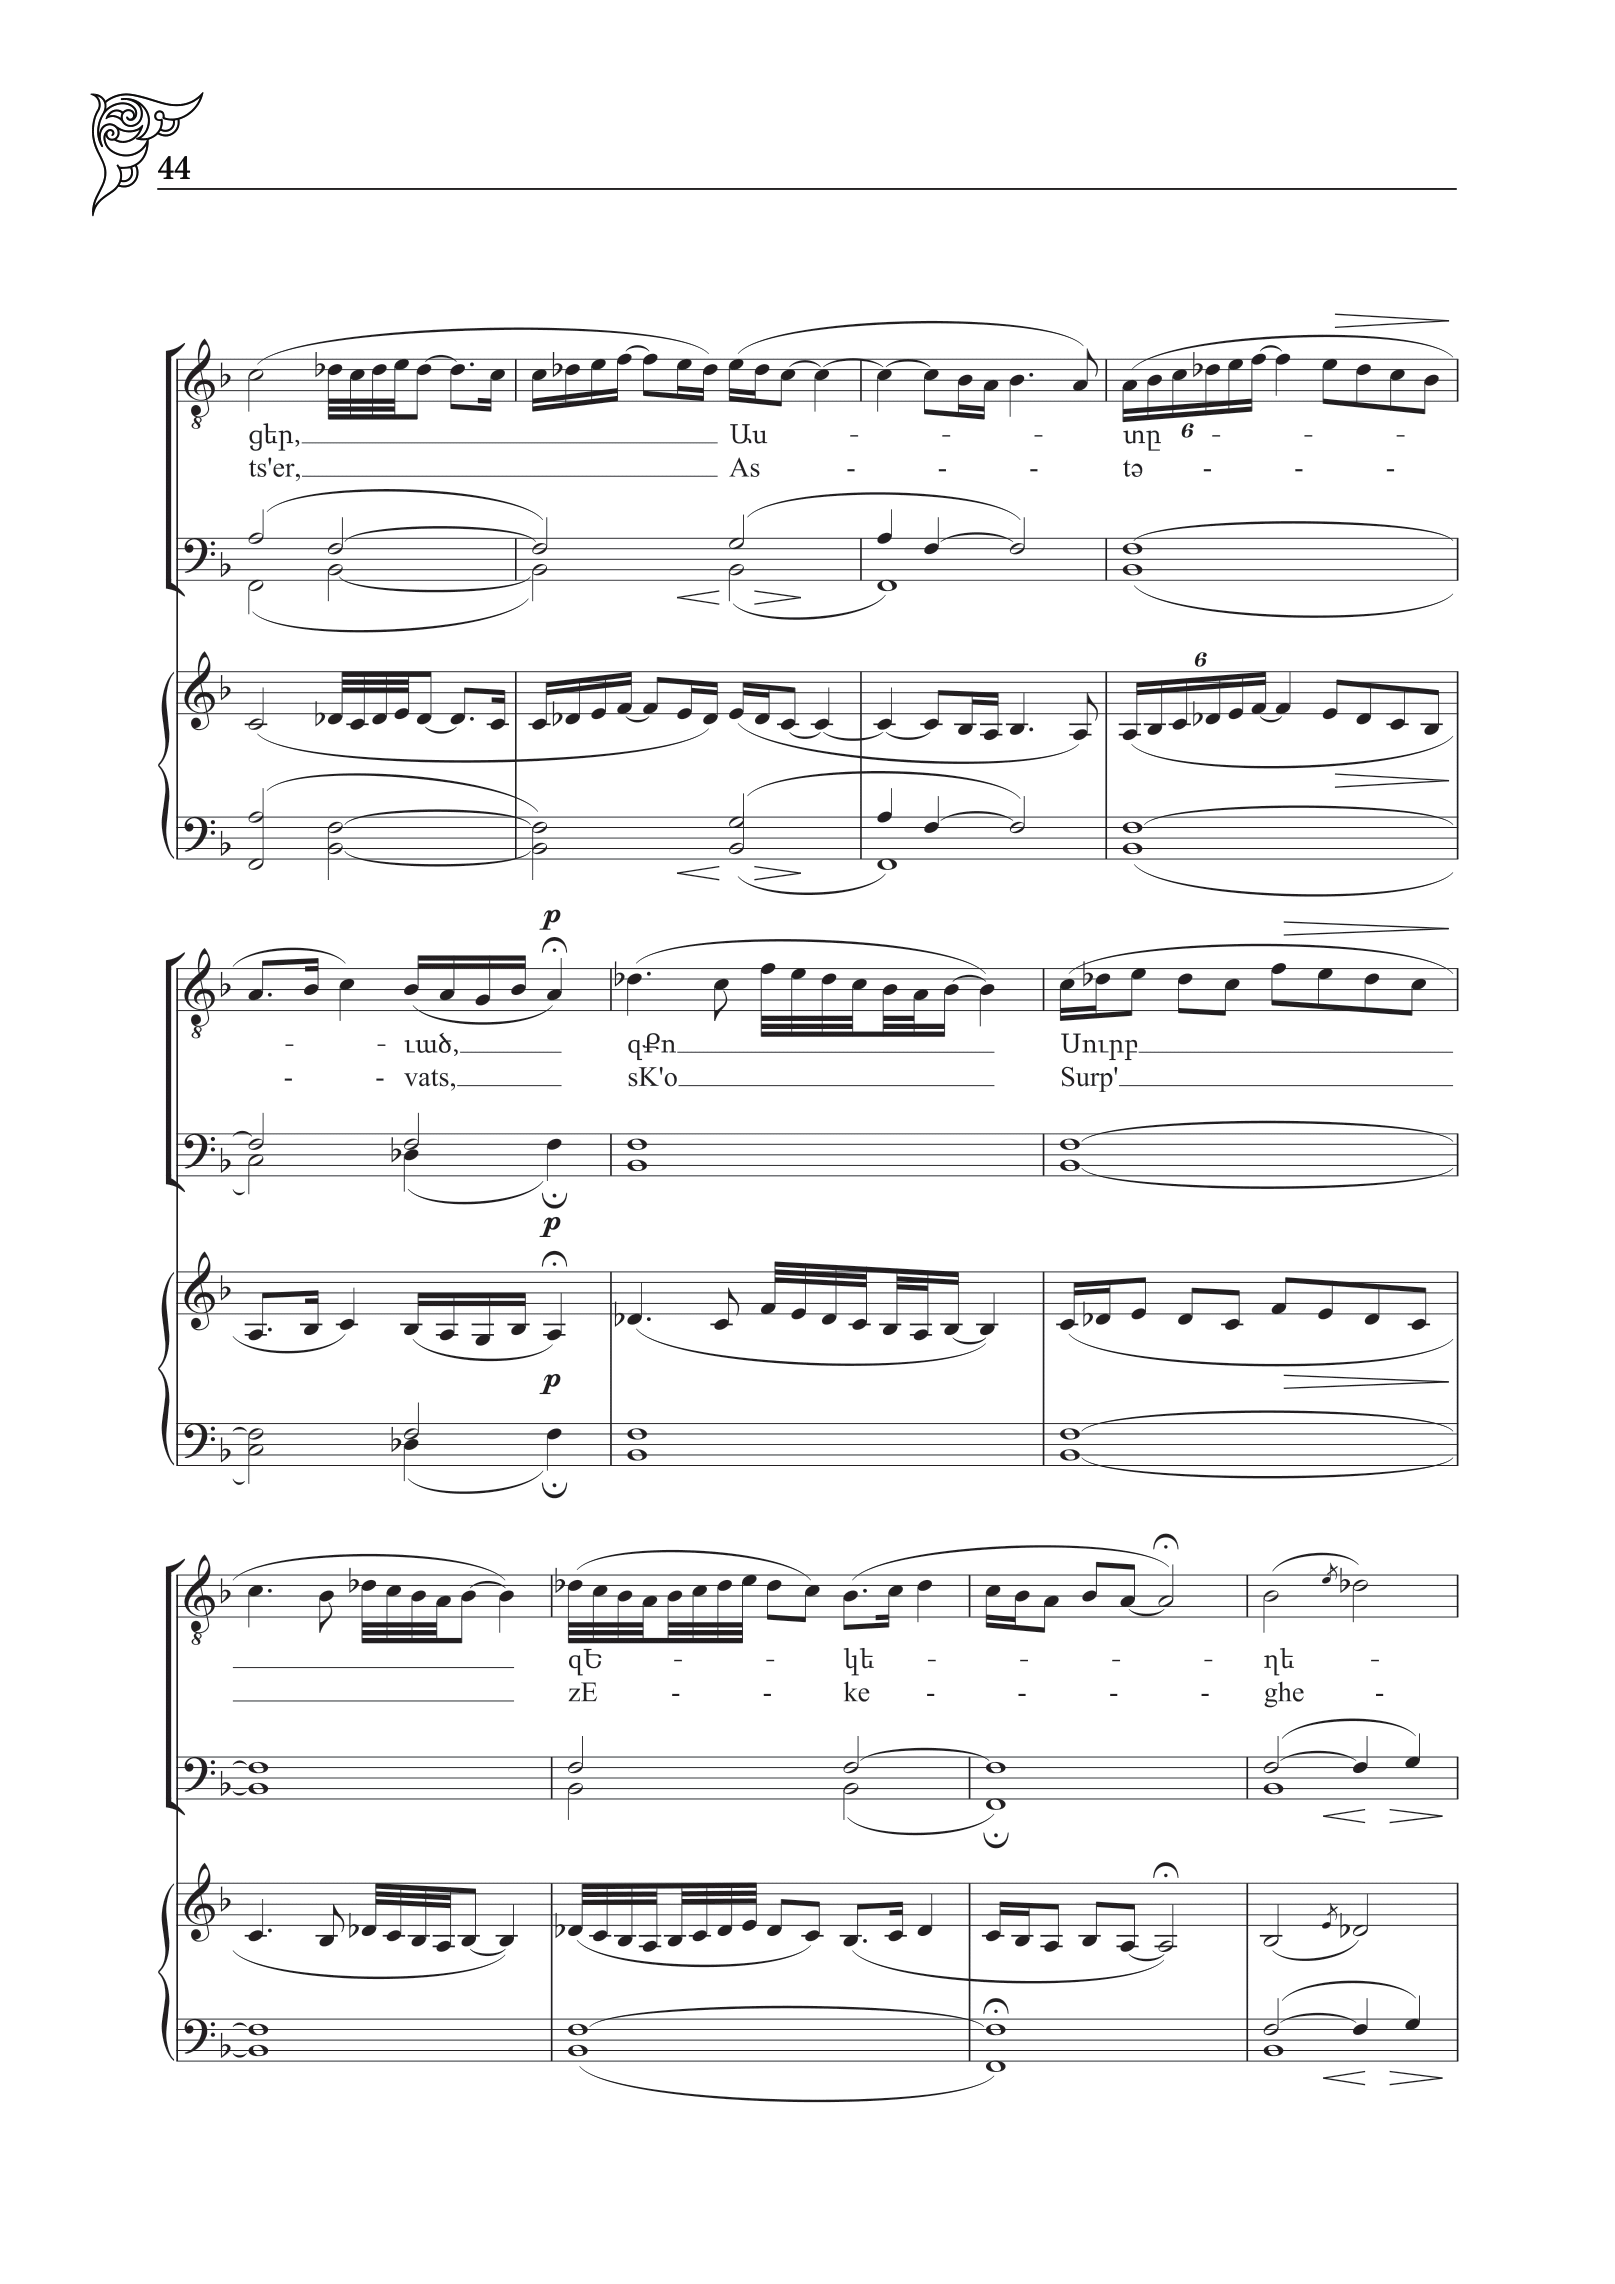 44
ցեր, Աս - - - տը - - -
ts'er, As - - - tə - - -
6
6
p
- - ւած, զՔո Սուրբ
- - vats, sK'o Surp'
p
p
զԵ - - կե - - - - ղե -
zE - - ke - - - - ghe -